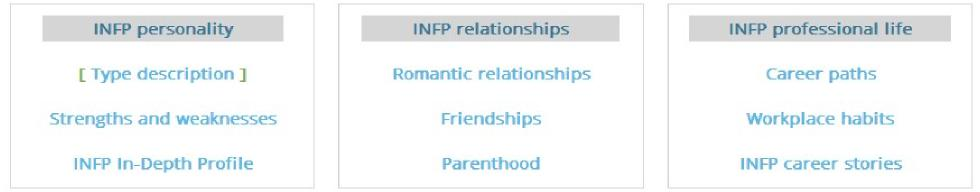 INFP personality
[ Type description ]
Strengths and weaknesses
INFP In-Depth Profile
INFP relationships
Romantic relationships
Friendships
Parenthood
INFP professional life
Career paths
Workplace habits
INFP career stories